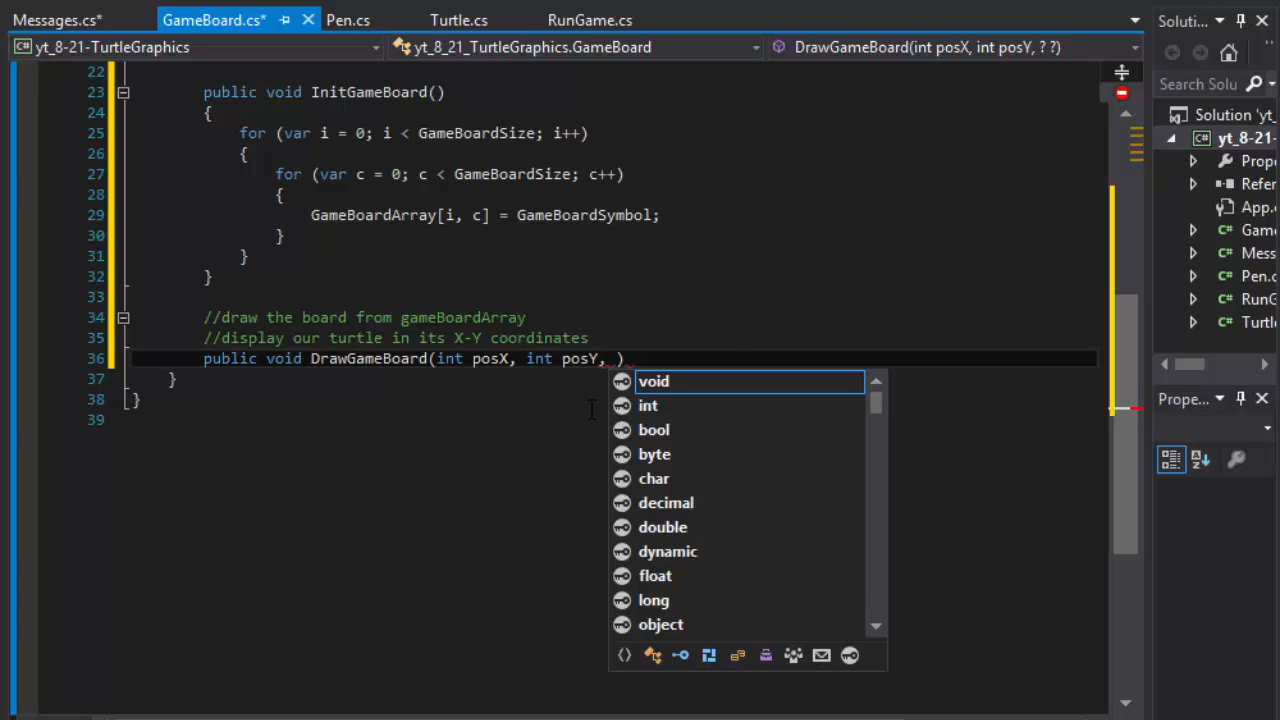 Messages.cs* GameBoard.cs* Pen.cs Turtle.cs RunGame.cs Soluti...
yt_8-21-TurtleGraphics yt_8_21_TurtleGraphics.GameBoard DrawGameBoard(int posX, int posY, ? ?)
Search Solu
Solution 'yt_
yt_8-21-
Prope
Refer
App.c
Game
Mess
Pen.c
RunG
Turtle
Prope...
22
23 public void InitGameBoard()
24 {
25 for (var i = 0; i < GameBoardSize; i++)
26 {
27 for (var c = 0; c < GameBoardSize; c++)
28 {
29 GameBoardArray[i, c] = GameBoardSymbol;
30 }
31 }
32 }
33
34 //draw the board from gameBoardArray
35 //display our turtle in its X-Y coordinates
36 public void DrawGameBoard(int posX, int posY, )
37 }
38 }
39
void
int
bool
byte
char
decimal
double
dynamic
float
long
object